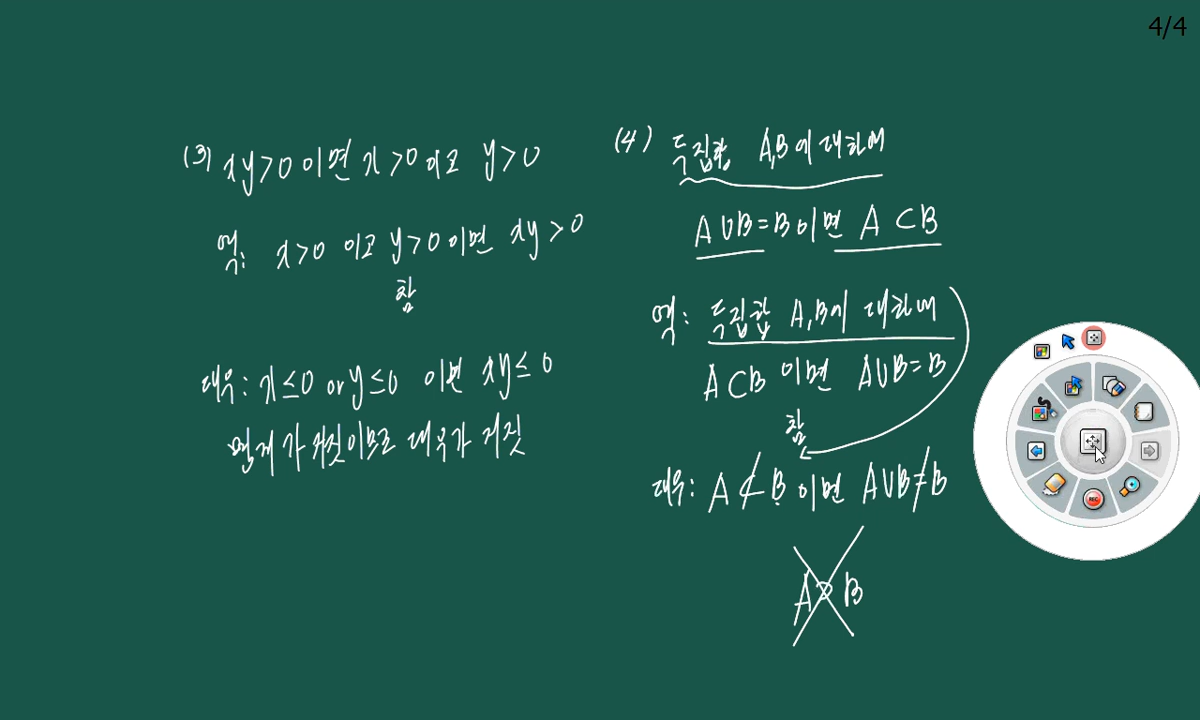 4/4
(3) xy>0 이면 x>0 이고 y>0
역: x>0 이고 y>0이면 xy>0
참
대우: x≤0 or y≤0 이면 xy≤0
명제가 거짓이므로 대우가 거짓
(4) 두집합 A,B에 대하여
A∪B=B이면 A⊂B
역: 두집합 A,B에 대하여
A⊂B 이면 A∪B=B
참
대우: A⊄B 이면 A∪B≠B
A⊃B
REC